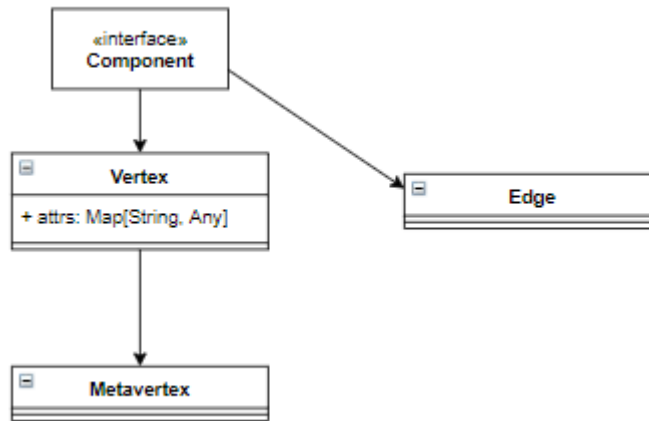 «interface»
Component
Vertex
+ attrs: Map[String, Any]
Edge
Metavertex